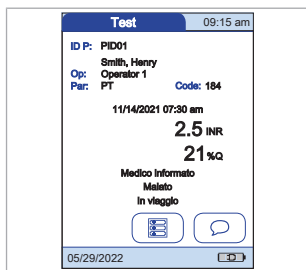 Test 09:15 am
ID P: PID01
Smith, Henry
Op: Operator 1
Par: PT Code: 184
11/14/2021 07:30 am
2.5 INR
21 %Q
Medico informato
Malato
In viaggio
05/29/2022